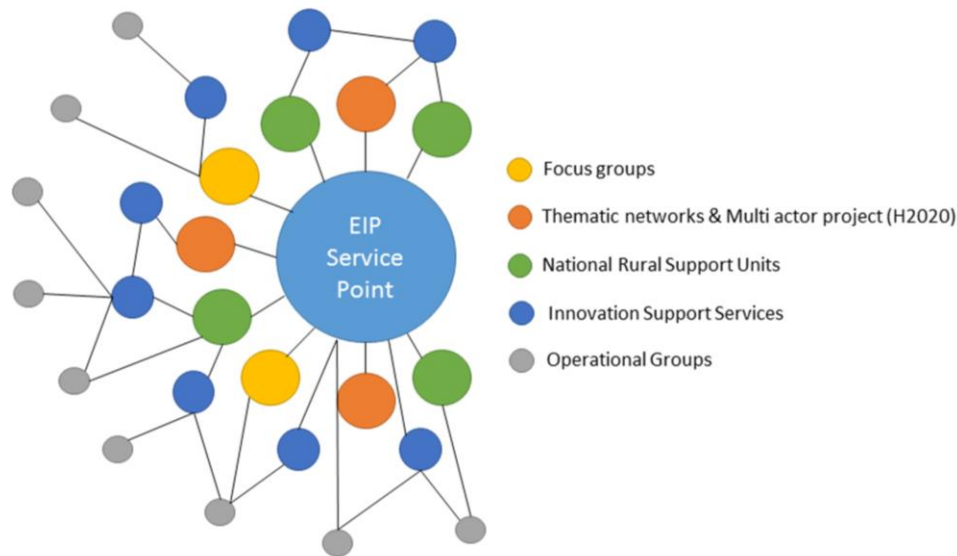 EIP
Service
Point
Focus groups
Thematic networks & Multi actor project (H2020)
National Rural Support Units
Innovation Support Services
Operational Groups